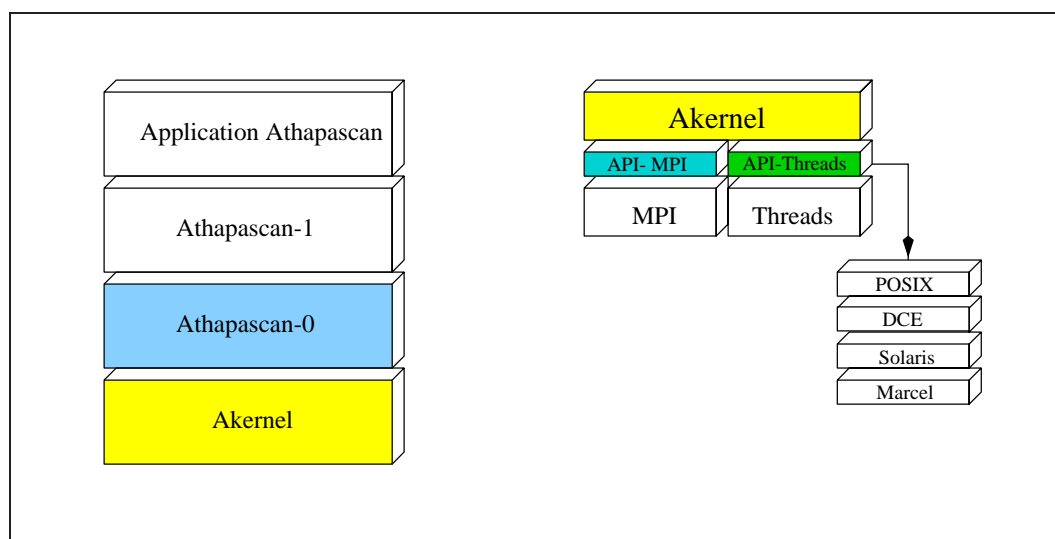 Application Athapascan
Athapascan-1
Athapascan-0
Akernel
Akernel
API- MPI
API-Threads
MPI
Threads
POSIX
DCE
Solaris
Marcel